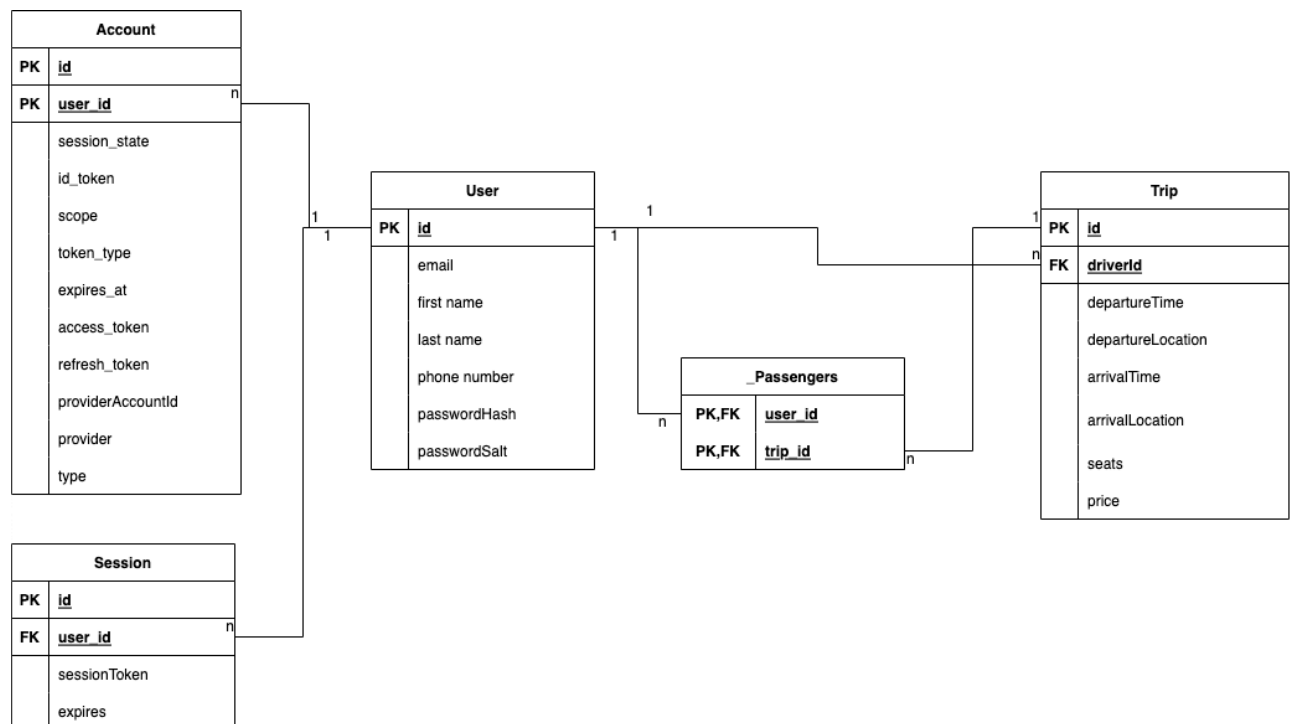 Account
PK id
PK user_id n
session_state
id_token
scope
token_type
expires_at
access_token
refresh_token
providerAccountId
provider
type
1
1
User
PK id
email
first name
last name
phone number
passwordHash
passwordSalt
1
1
_Passengers
PK,FK user_id
PK,FK trip_id
n
n
Trip
1 PK id
n FK driverId
departureTime
departureLocation
arrivalTime
arrivalLocation
seats
price
Session
PK id
FK user_id n
sessionToken
expires